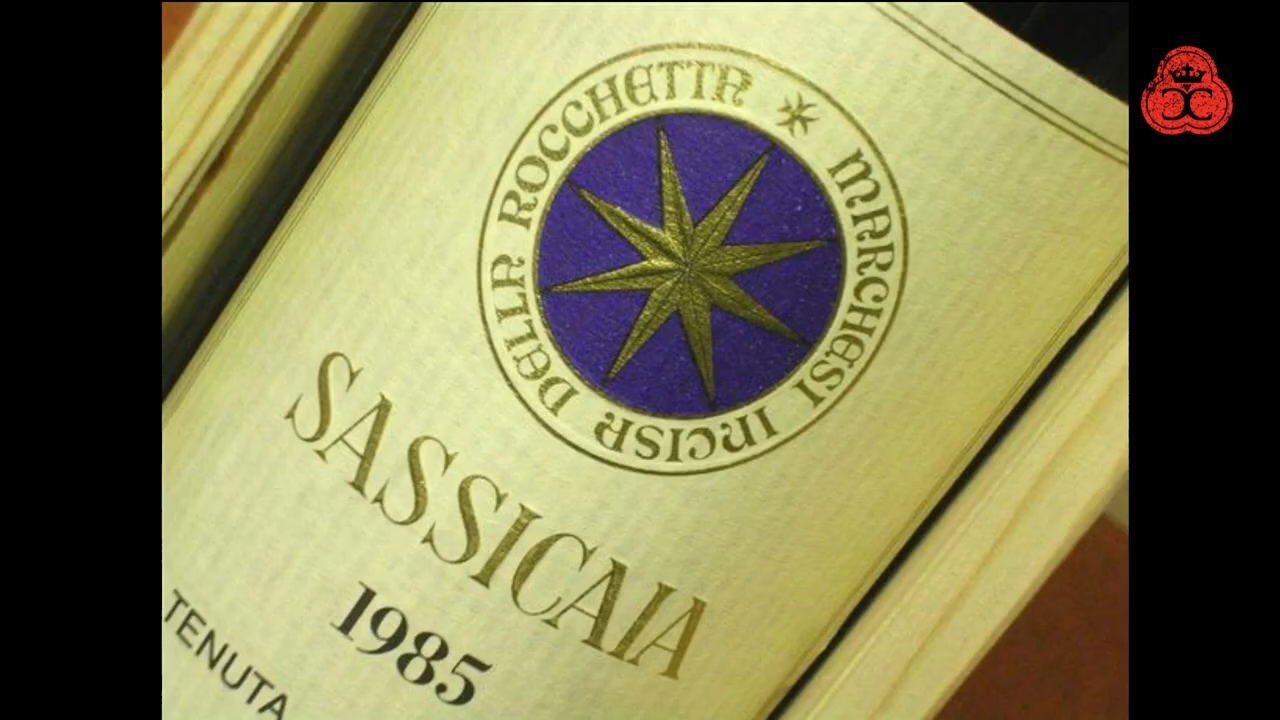 MARCHESI INCISA DELLA ROCCHETTA
SASSICAIA
1985
TENUTA